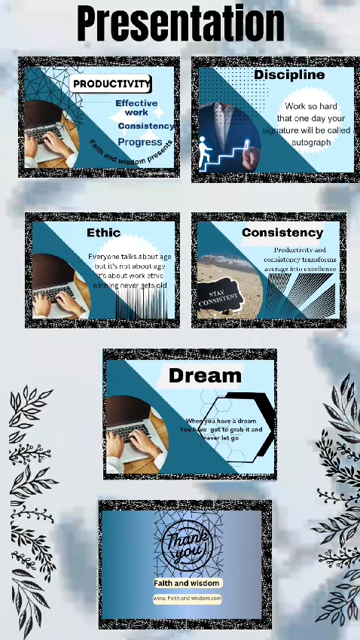 Presentation
PRODUCTIVITY
Effective
work
Consistency
Progress
Faith and wisdom presents
Discipline
Work so hard
that one day your
signature will be called
autograph
Ethic
Everyone talks about age
but it's not about age
it's about work ethic
winning never gets old
Consistency
Productivity and
consistency transforms
average into excellence
STAY
CONSISTENT
Dream
When you have a dream
You have got to grab it and
never let go
Thank
you
Faith and wisdom
www. Faith and wisdom.com